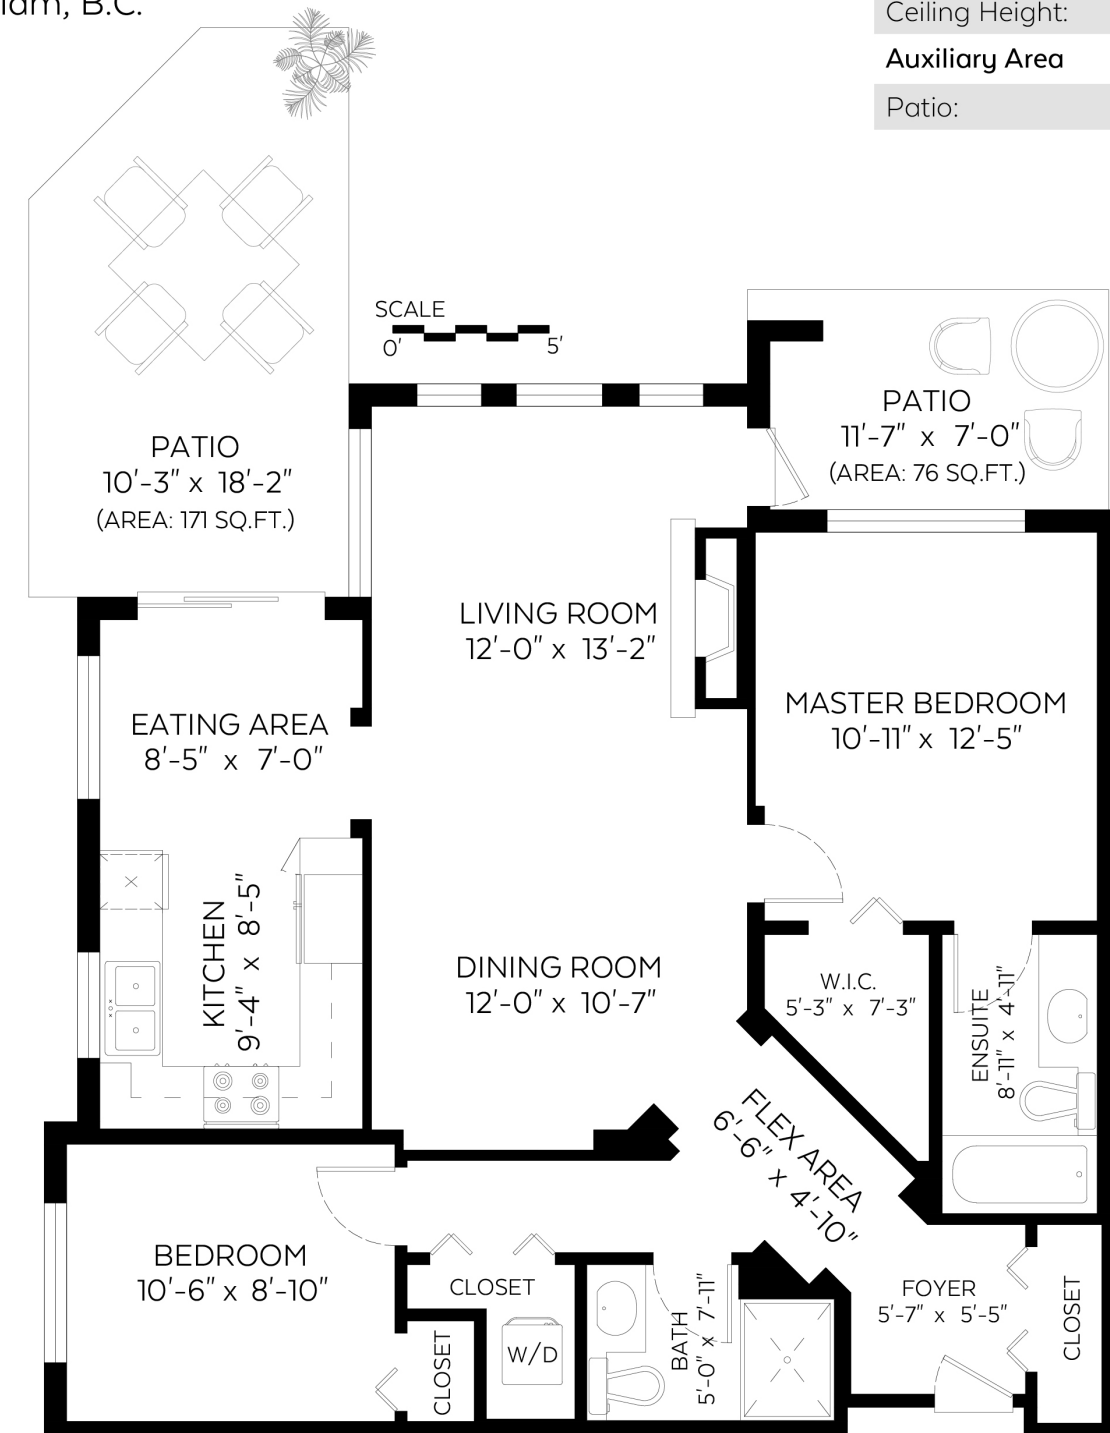 B.C.
Ceiling Height:
Auxiliary Area
Patio:
SCALE
0' 5'
PATIO
11'-7" x 7'-0"
(AREA: 76 SQ.FT.)
PATIO
10'-3" x 18'-2"
(AREA: 171 SQ.FT.)
LIVING ROOM
12'-0" x 13'-2"
MASTER BEDROOM
10'-11" x 12'-5"
EATING AREA
8'-5" x 7'-0"
KITCHEN
9'-4" x 8'-5"
DINING ROOM
12'-0" x 10'-7"
W.I.C.
5'-3" x 7'-3"
ENSUITE
8'-11" x 4'-11"
FLEX AREA
6'-6" x 4'-10"
BEDROOM
10'-6" x 8'-10"
CLOSET
W/D
CLOSET
BATH
5'-0" x 7'-11"
FOYER
5'-7" x 5'-5"
CLOSET